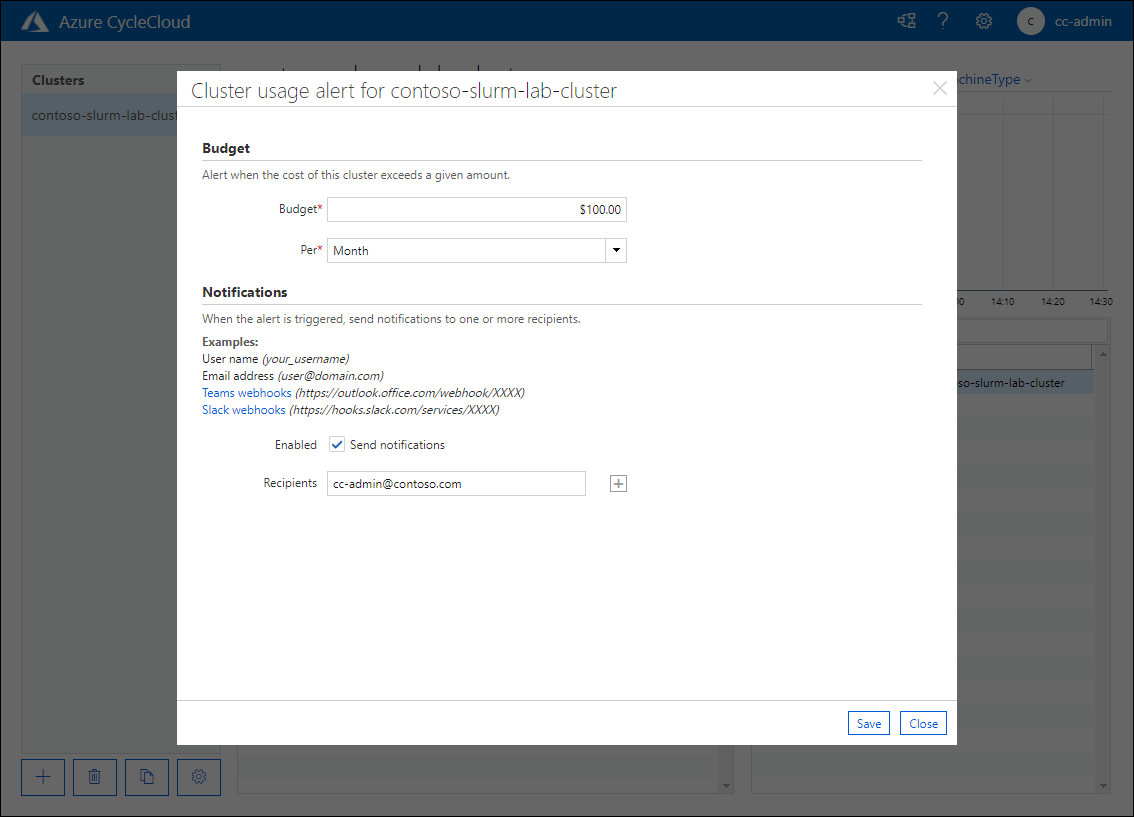 Azure CycleCloud
C
cc-admin
Clusters
contoso-slurm-lab-clust
chineType
Cluster usage alert for contoso-slurm-lab-cluster
Budget
Alert when the cost of this cluster exceeds a given amount.
Budget* $100.00
Per* Month
Notifications
When the alert is triggered, send notifications to one or more recipients.
Examples:
User name (your_username)
Email address (user@domain.com)
Teams webhooks (https://outlook.office.com/webhook/XXXX)
Slack webhooks (https://hooks.slack.com/services/XXXX)
Enabled Send notifications
Recipients cc-admin@contoso.com
14:10 14:20 14:30
so-slurm-lab-cluster
Save Close